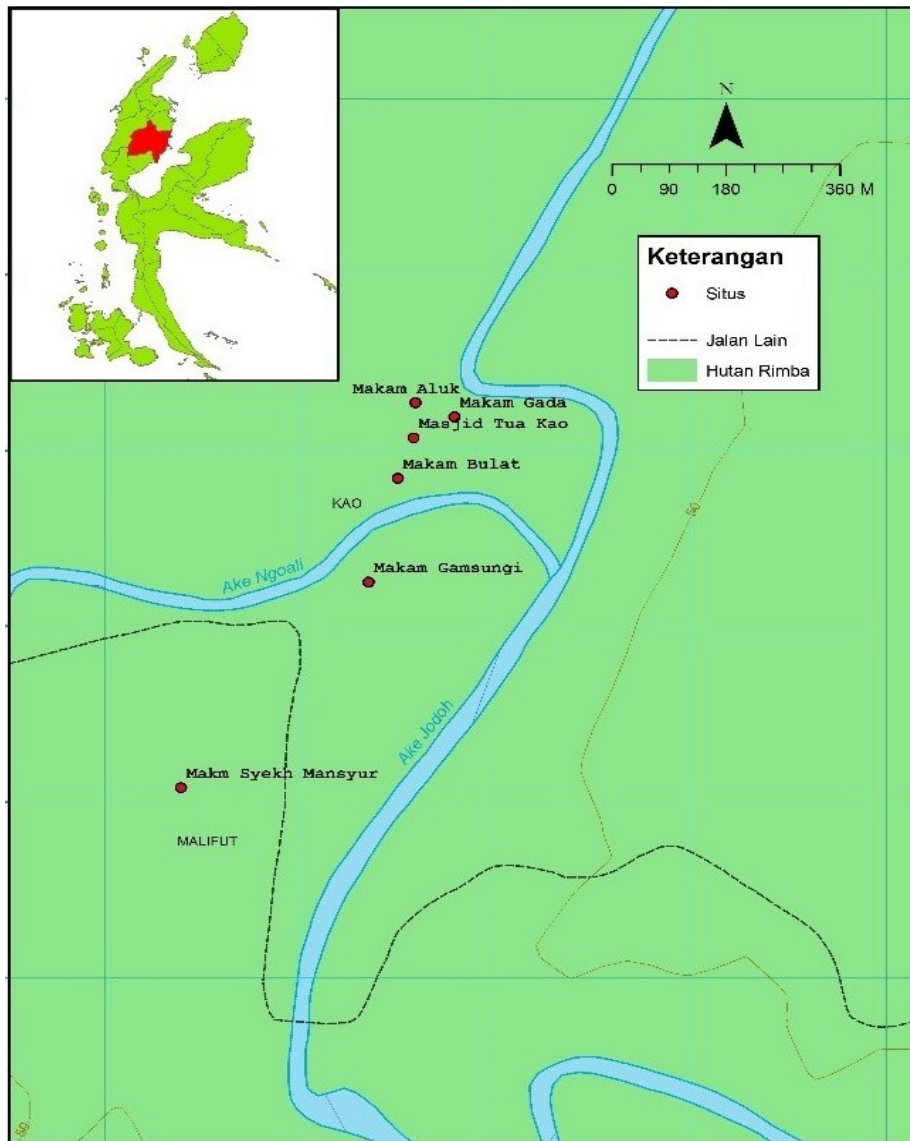 N
0 90 180 360 M
Keterangan
Situs
Jalan Lain
Hutan Rimba
Makam Aluk
Makam Gada
Masjid Tua Kao
Makam Bulat
KAO
50
Ake Ngoali
Makam Gamsungi
Ake Jodoh
Makm Syekh Mansyur
MALIFUT
50